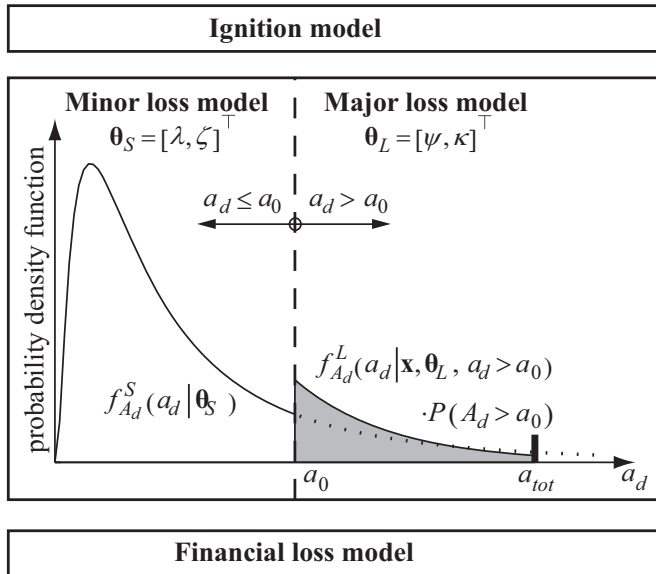 Ignition model
Minor loss model
θ_S = [λ, ζ]^⊤
Major loss model
θ_L = [ψ, κ]^⊤
probability density function
a_d ≤ a_0
a_d > a_0
f^S_{A_d}(a_d | θ_S)
f^L_{A_d}(a_d | x, θ_L, a_d > a_0)
·P(A_d > a_0)
a_0
a_tot
a_d
Financial loss model